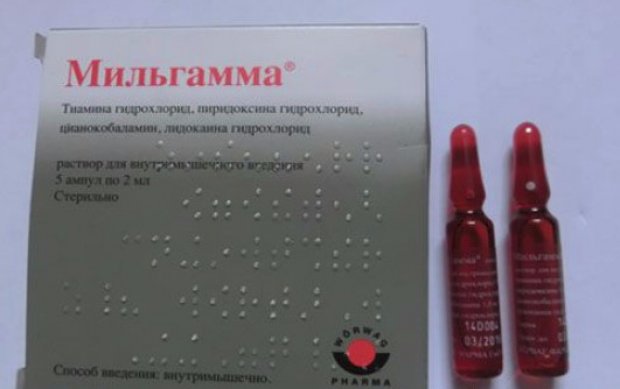 Мильгамма®
Тиамина гидрохлорид, пиридоксина гидрохлорид,
цианокобаламин, лидокаина гидрохлорид
раствор для внутримышечного введения
5 ампул по 2 мл
Стерильно
WÖRWAG
PHARMA
Способ введения: внутримышечно.
14D004